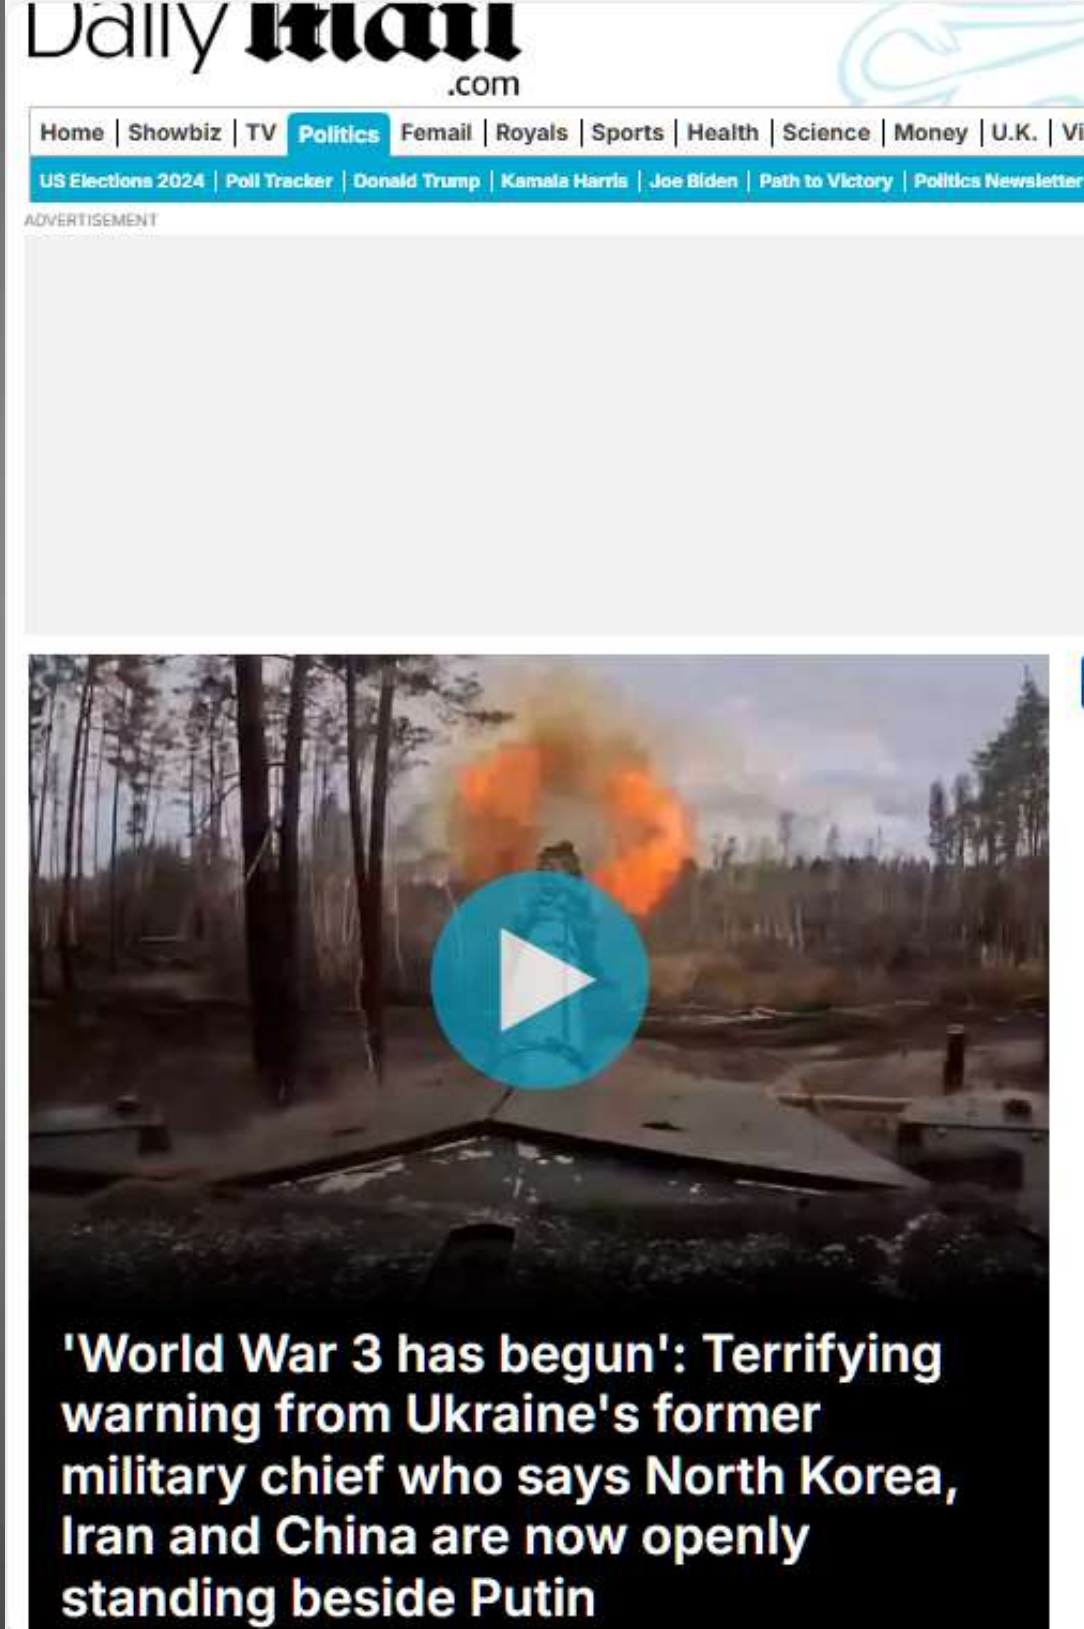 Daily Mail
.com
Home | Showbiz | TV | Politics | Femail | Royals | Sports | Health | Science | Money | U.K. |
US Elections 2024 | Poll Tracker | Donald Trump | Kamala Harris | Joe Biden | Path to Victory | Politics Newsletter
ADVERTISEMENT
'World War 3 has begun': Terrifying
warning from Ukraine's former
military chief who says North Korea,
Iran and China are now openly
standing beside Putin